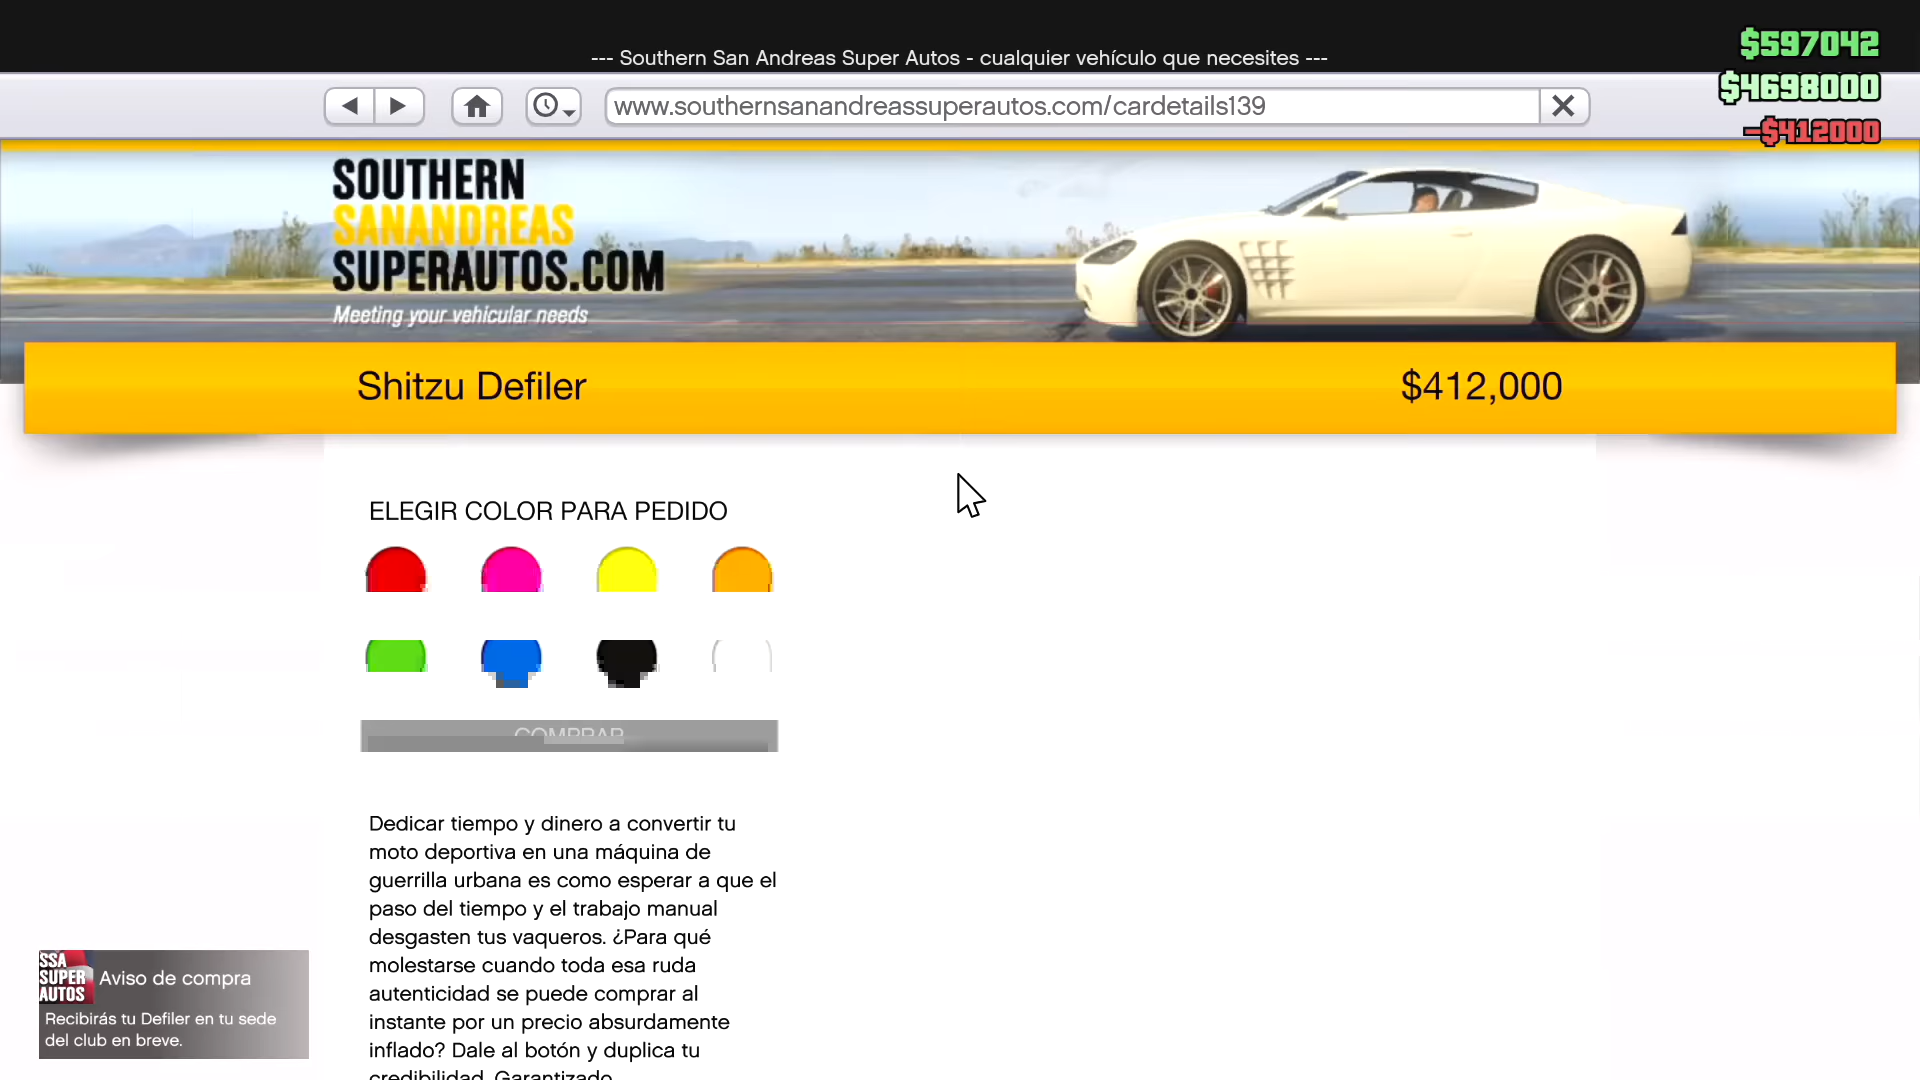 --- Southern San Andreas Super Autos - cualquier vehículo que necesites ---
$597042
$4698000
-$412000
www.southernsanandreassuperautos.com/cardetails139
SOUTHERN
SANANDREAS
SUPERAUTOS.COM
Meeting your vehicular needs
Shitzu Defiler
$412,000
ELEGIR COLOR PARA PEDIDO
COMPRAR
Dedicar tiempo y dinero a convertir tu
moto deportiva en una máquina de
guerrilla urbana es como esperar a que el
paso del tiempo y el trabajo manual
desgasten tus vaqueros. ¿Para qué
molestarse cuando toda esa ruda
autenticidad se puede comprar al
instante por un precio absurdamente
inflado? Dale al botón y duplica tu
credibilidad. Garantizado.
SSA
SUPER
AUTOS
Aviso de compra
Recibirás tu Defiler en tu sede
del club en breve.